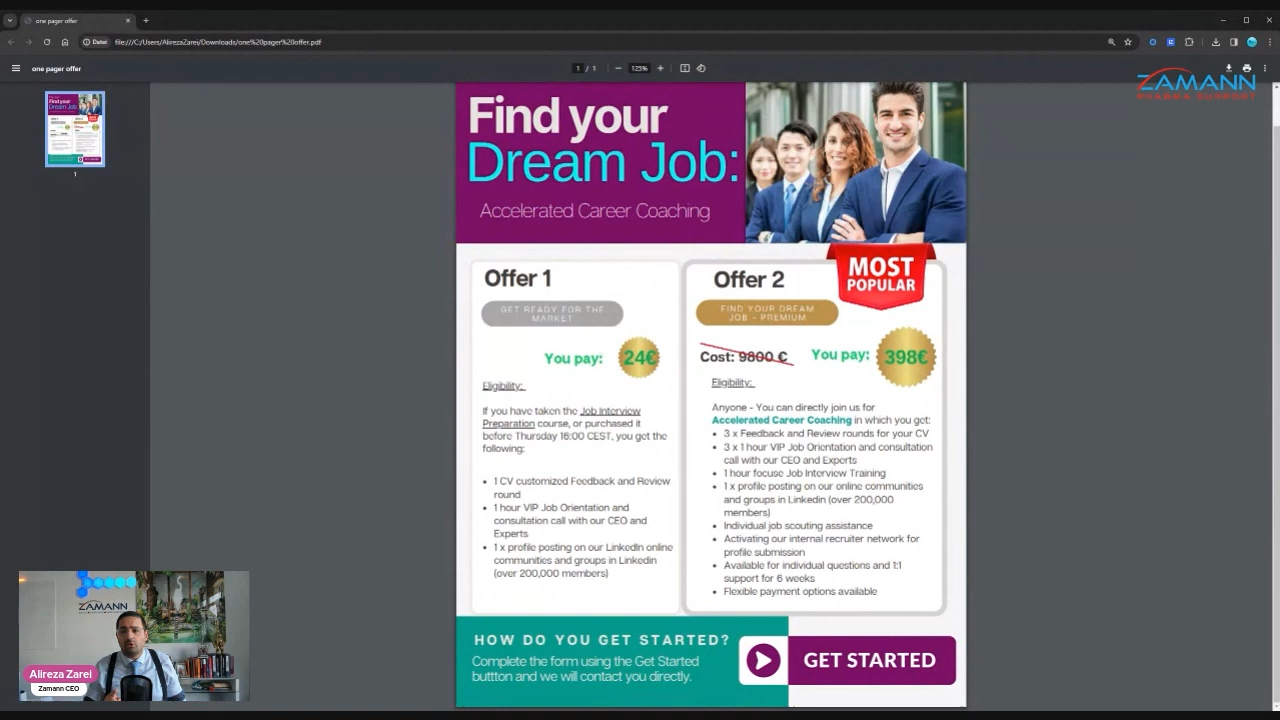 one pager offer
Datei
file:///C:/Users/AlirezaZarei/Downloads/one%20pager%20offer.pdf
one pager offer
1 / 1
125%
ZAMANN
PHARMA SUPPORT
1
Find your
Dream Job:
Accelerated Career Coaching
Offer 1
GET READY FOR THE
MARKET
You pay: 24€
Eligibility:
If you have taken the Job Interview
Preparation course, or purchased it
before Thursday 16:00 CEST, you get the
following:
1 CV customized Feedback and Review
round
1 hour VIP Job Orientation and
consultation call with our CEO and
Experts
1 x profile posting on our LinkedIn online
communities and groups in Linkedin
(over 200,000 members)
MOST
POPULAR
Offer 2
FIND YOUR DREAM
JOB - PREMIUM
Cost: 9800 € You pay: 398€
Eligibility:
Anyone - You can directly join us for
Accelerated Career Coaching in which you get:
3 x Feedback and Review rounds for your CV
3 x 1 hour VIP Job Orientation and consultation
call with our CEO and Experts
1 hour focuse Job Interview Training
1 x profile posting on our online communities
and groups in Linkedin (over 200,000
members)
Individual job scouting assistance
Activating our internal recruiter network for
profile submission
Available for individual questions and 1:1
support for 6 weeks
Flexible payment options available
HOW DO YOU GET STARTED?
Complete the form using the Get Started
buttton and we will contact you directly.
GET STARTED
ZAMANN
Alireza Zarei
Zamann CEO